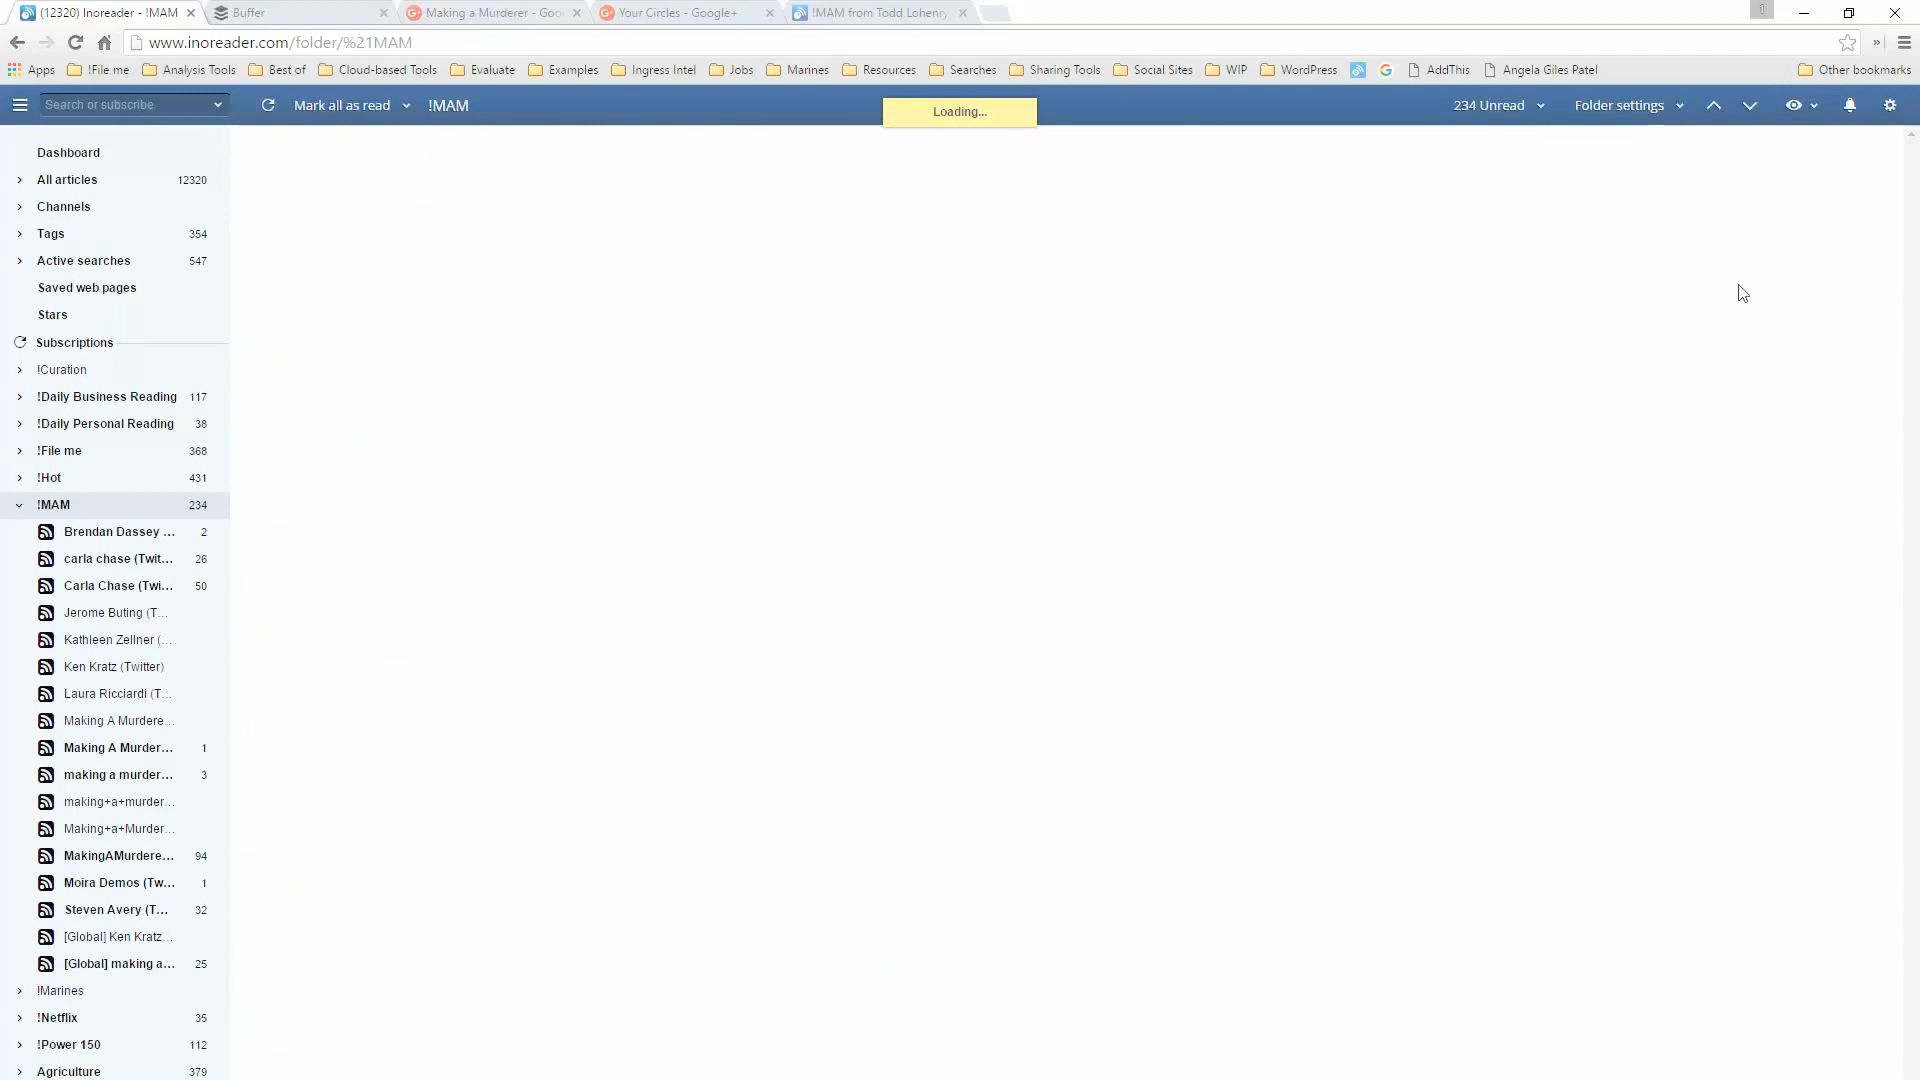 (12320) Inoreader - !MAM
Buffer
Making a Murderer - Goo
Your Circles - Google+
!MAM from Todd Lohenry
1
www.inoreader.com/folder/%21MAM
»
Apps
!File me
Analysis Tools
Best of
Cloud-based Tools
Evaluate
Examples
Ingress Intel
Jobs
Marines
Resources
Searches
Sharing Tools
Social Sites
WIP
WordPress
AddThis
Angela Giles Patel
Other bookmarks
Search or subscribe
Mark all as read
!MAM
Loading...
234 Unread
Folder settings
Dashboard
All articles 12320
Channels
Tags 354
Active searches 547
Saved web pages
Stars
Subscriptions
!Curation
!Daily Business Reading 117
!Daily Personal Reading 38
!File me 368
!Hot 431
!MAM 234
Brendan Dassey ... 2
carla chase (Twit... 26
Carla Chase (Twi... 50
Jerome Buting (T...
Kathleen Zellner (...
Ken Kratz (Twitter)
Laura Ricciardi (T...
Making A Murdere...
Making A Murder... 1
making a murder... 3
making+a+murder...
Making+a+Murder...
MakingAMurdere... 94
Moira Demos (Tw... 1
Steven Avery (T... 32
[Global] Ken Kratz...
[Global] making a... 25
!Marines
!Netflix 35
!Power 150 112
Agriculture 379